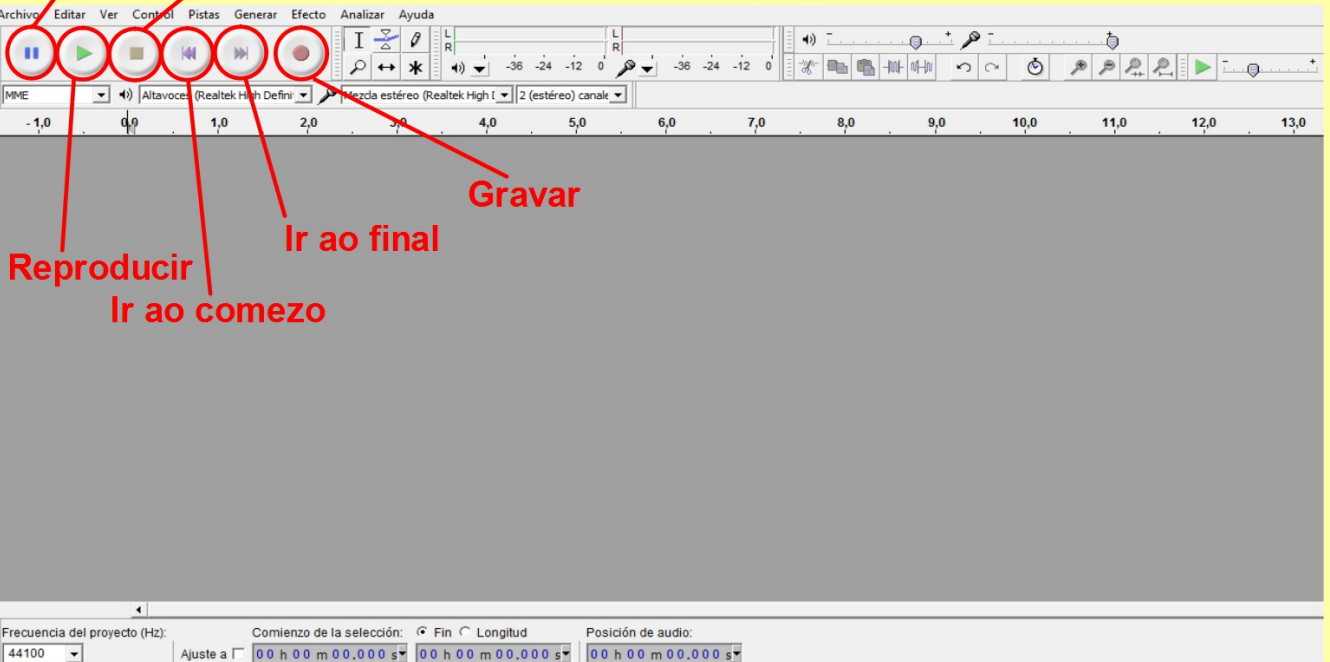 Archivo Editar Ver Control Pistas Generar Efecto Analizar Ayuda
L
R
L
R
-36 -24 -12 0
-36 -24 -12 0
MME
Altavoces (Realtek High Defini
Mezcla estéreo (Realtek High D
2 (estéreo) canale
- 1,0 0,0 1,0 2,0 3,0 4,0 5,0 6,0 7,0 8,0 9,0 10,0 11,0 12,0 13,0
Gravar
Ir ao final
Reproducir
Ir ao comezo
Frecuencia del proyecto (Hz): Comienzo de la selección: Fin Longitud Posición de audio:
44100 Ajuste a 00 h 00 m 00.000 s 00 h 00 m 00.000 s 00 h 00 m 00.000 s